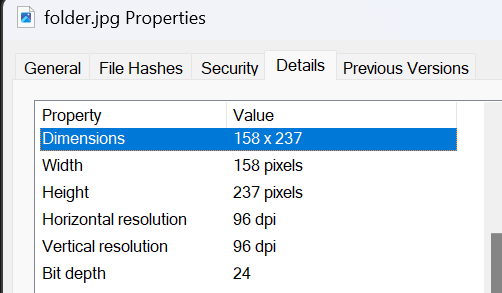 folder.jpg Properties
General File Hashes Security Details Previous Versions
Property Value
Dimensions 158 x 237
Width 158 pixels
Height 237 pixels
Horizontal resolution 96 dpi
Vertical resolution 96 dpi
Bit depth 24